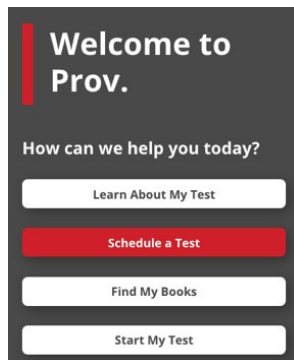 Welcome to
Prov.
How can we help you today?
Learn About My Test
Schedule a Test
Find My Books
Start My Test